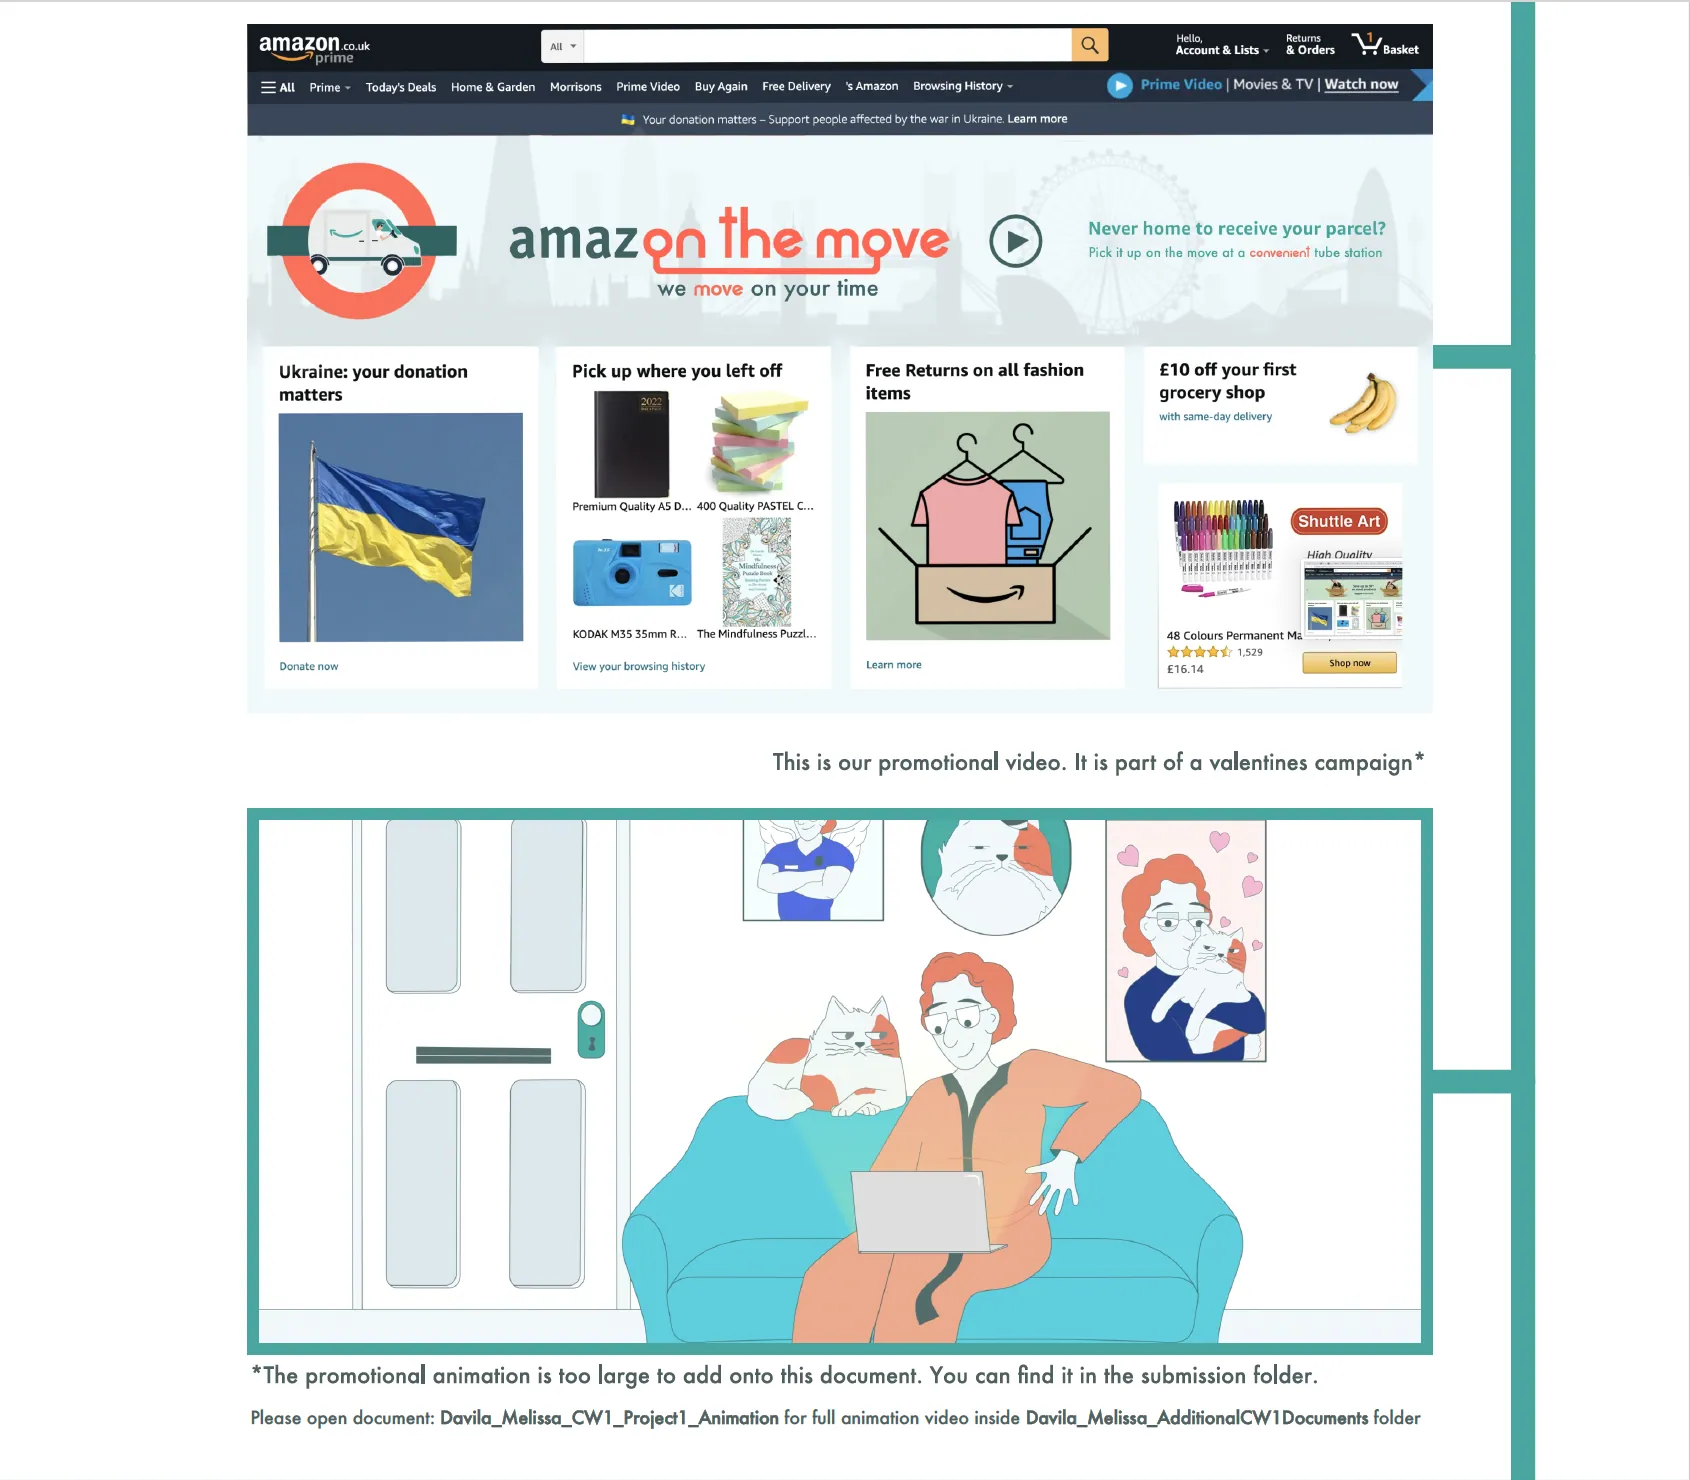 amazon.co.uk
prime
All
Hello,
Account & Lists
Returns
& Orders
1
Basket
All Prime Today's Deals Home & Garden Morrisons Prime Video Buy Again Free Delivery 's Amazon Browsing History
Prime Video | Movies & TV | Watch now
Your donation matters – Support people affected by the war in Ukraine. Learn more
amazon the move
we move on your time
Never home to receive your parcel?
Pick it up on the move at a convenient tube station
Ukraine: your donation
matters
Donate now
Pick up where you left off
2022
Premium Quality A5 D...
400 Quality PASTEL C...
Kodak
The
Mindfulness
Puzzle Book
KODAK M35 35mm R...
The Mindfulness Puzzl...
View your browsing history
Free Returns on all fashion
items
Learn more
£10 off your first
grocery shop
with same-day delivery
Shuttle Art
High Quality
48 Colours Permanent Ma
1,529
£16.14
Shop now
This is our promotional video. It is part of a valentines campaign*
*The promotional animation is too large to add onto this document. You can find it in the submission folder.
Please open document: Davila_Melissa_CW1_Project1_Animation for full animation video inside Davila_Melissa_AdditionalCW1Documents folder